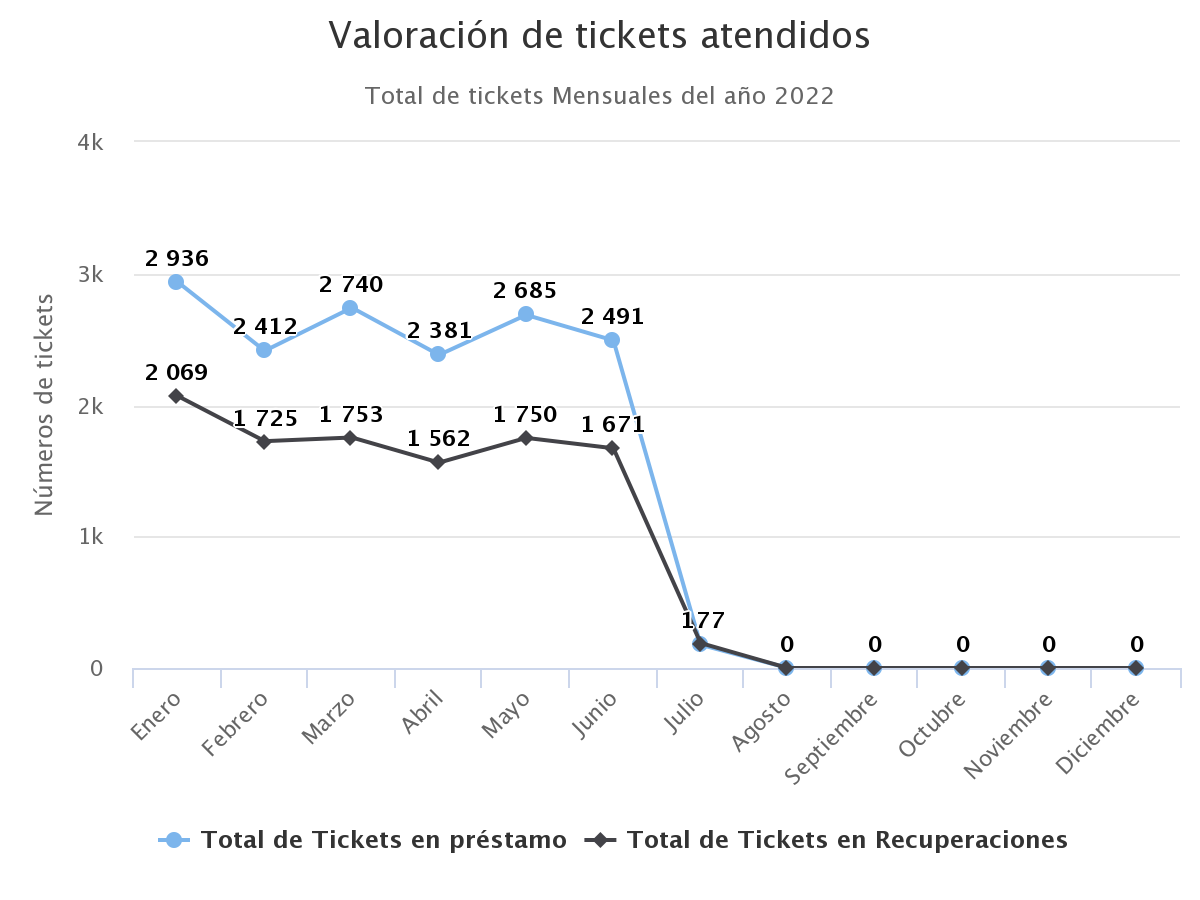 Valoración de tickets atendidos
Total de tickets Mensuales del año 2022
Números de tickets
4k
3k
2k
1k
0
2 936
2 412
2 740
2 381
2 685
2 491
2 069
1 725
1 753
1 562
1 750
1 671
177
0
0
0
0
0
Enero
Febrero
Marzo
Abril
Mayo
Junio
Julio
Agosto
Septiembre
Octubre
Noviembre
Diciembre
Total de Tickets en préstamo
Total de Tickets en Recuperaciones